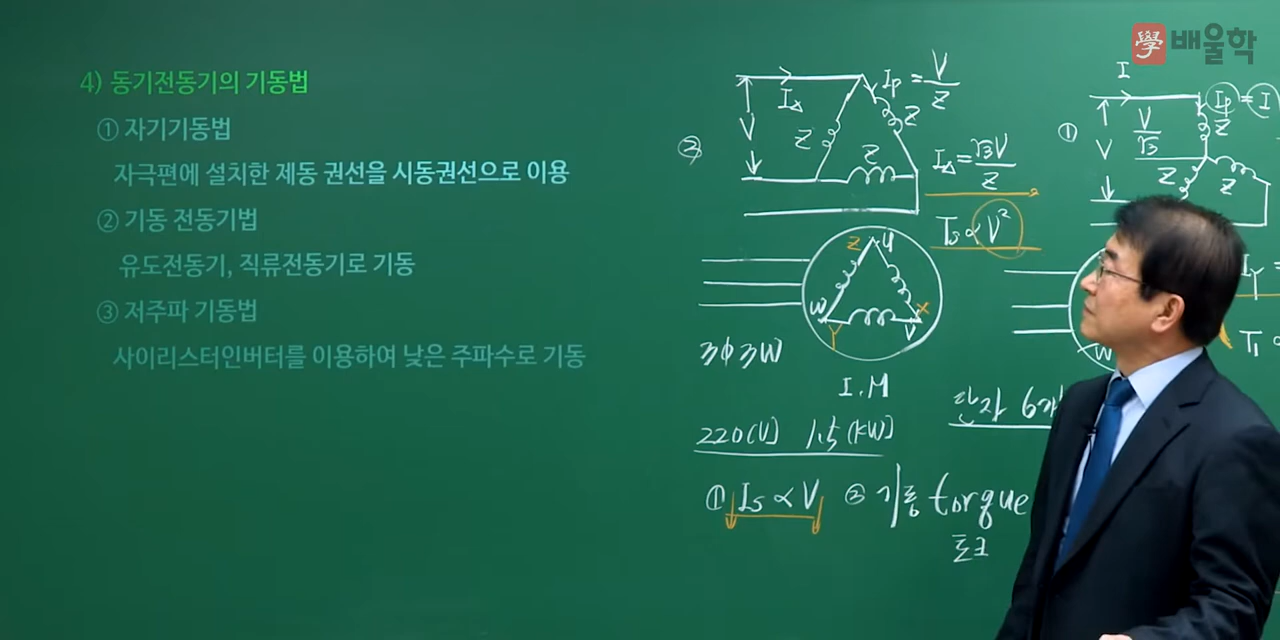 學 배울학
4) 동기전동기의 기동법
① 자기기동법
자극편에 설치한 제동 권선을 시동권선으로 이용
② 기동 전동기법
유도전동기, 직류전동기로 기동
③ 저주파 기동법
사이리스터인버터를 이용하여 낮은 주파수로 기동
②
I△
V
Z
Z
Z
Ip = V/Z
I△ = √3V/Z
Ts ∝ V²
Z U
W Y V X
3Φ3W
I.M
220[V] 1.5[kW]
① Is ∝ V ② 기동 torque
토크
①
I
V
V/√3
Ip = I
Z
Z
Z
IY =
W
단자 6개